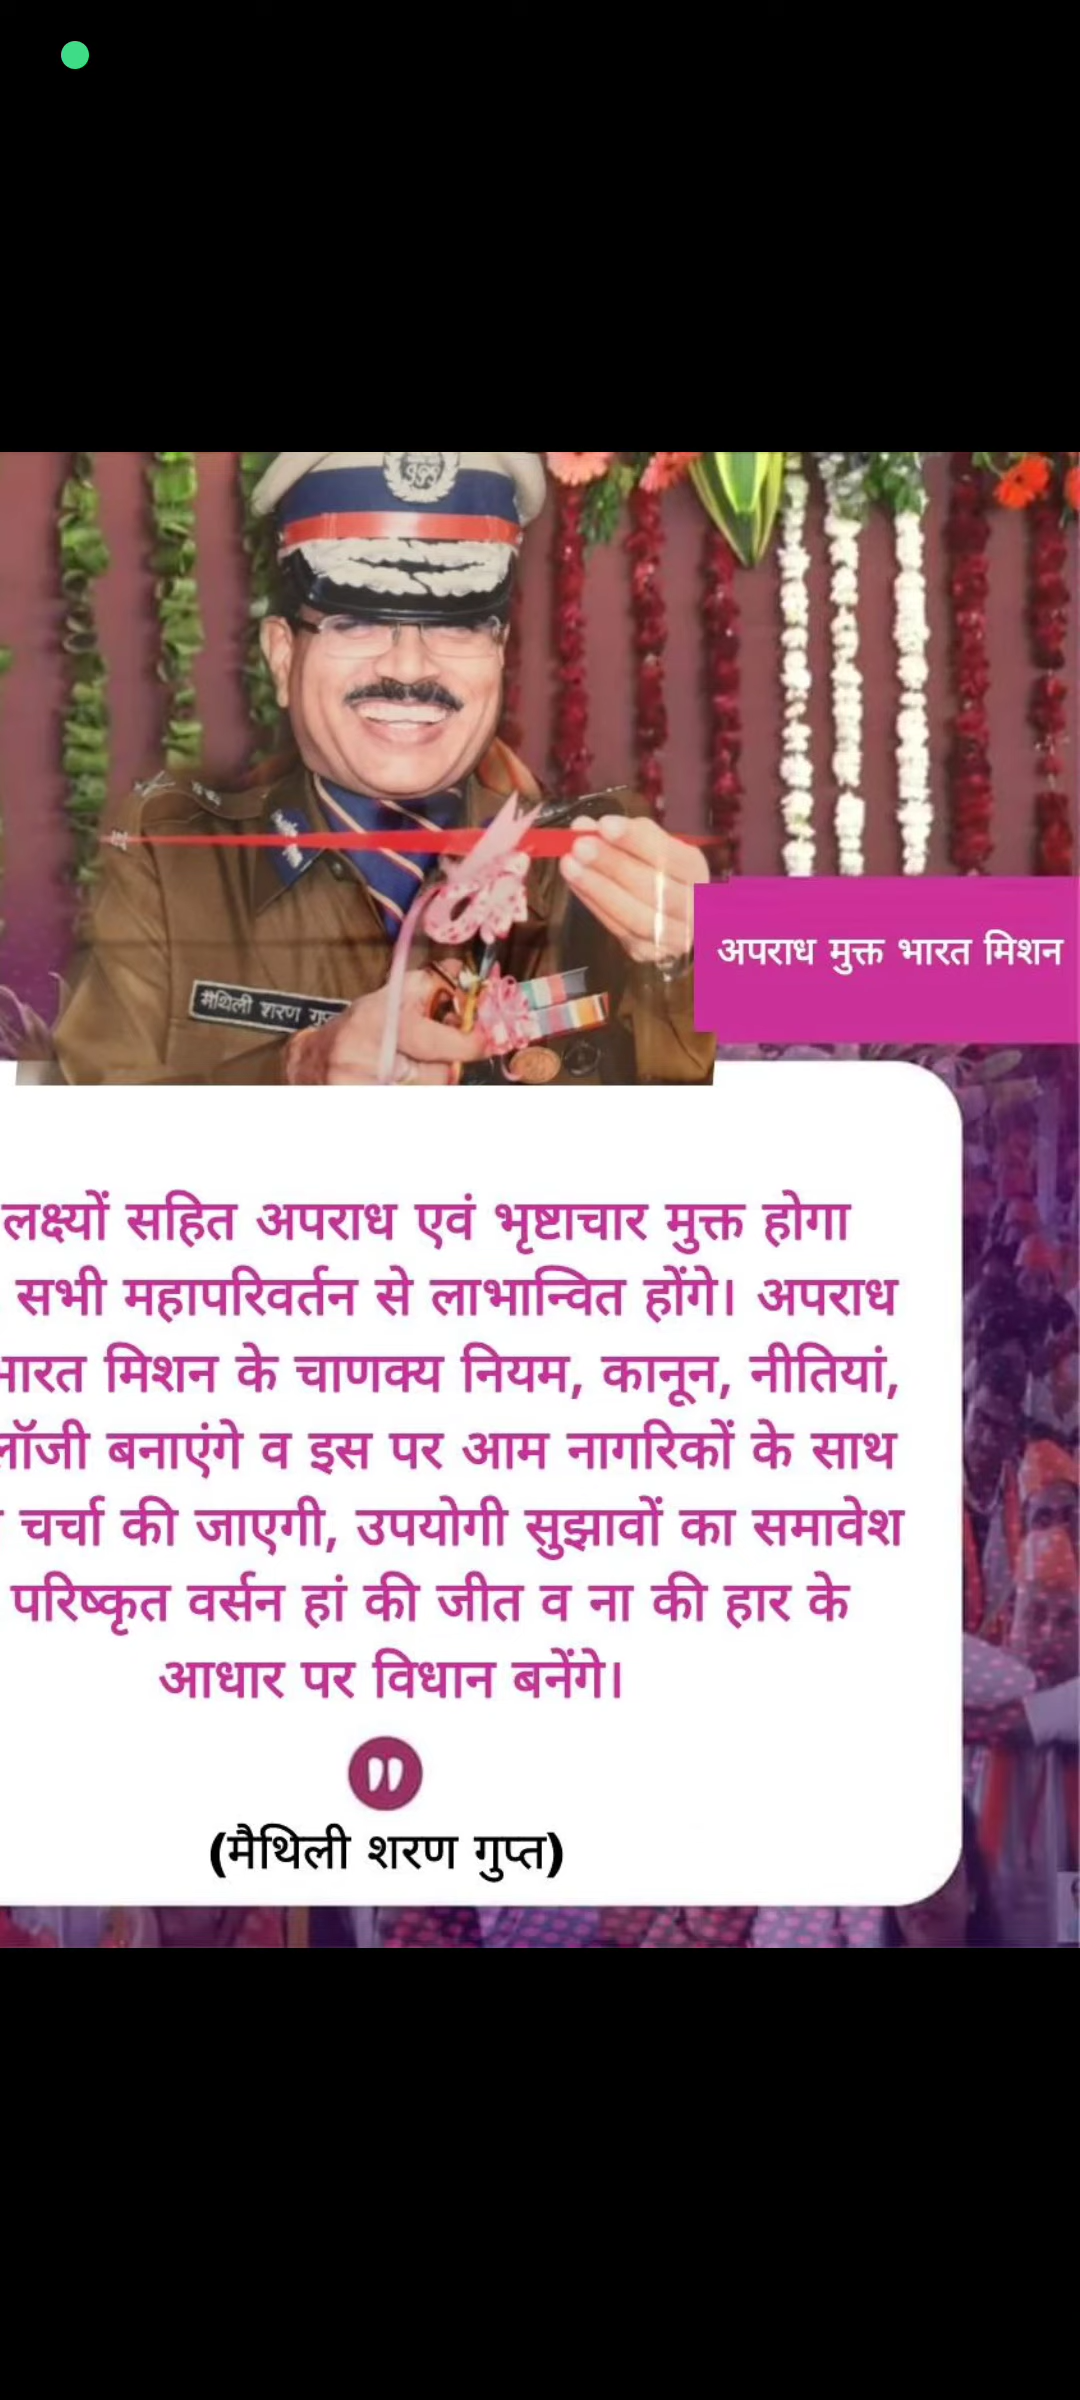 मैथिली शरण
अपराध मुक्त भारत मिशन
लक्ष्यों सहित अपराध एवं भृष्टाचार मुक्त होगा
सभी महापरिवर्तन से लाभान्वित होंगे। अपराध
मिशन के चाणक्य नियम, कानून, नीतियां,
बनाएंगे व इस पर आम नागरिकों के साथ
चर्चा की जाएगी, उपयोगी सुझावों का समावेश
परिष्कृत वर्सन हां की जीत व ना की हार के
आधार पर विधान बनेंगे।
(मैथिली शरण गुप्त)